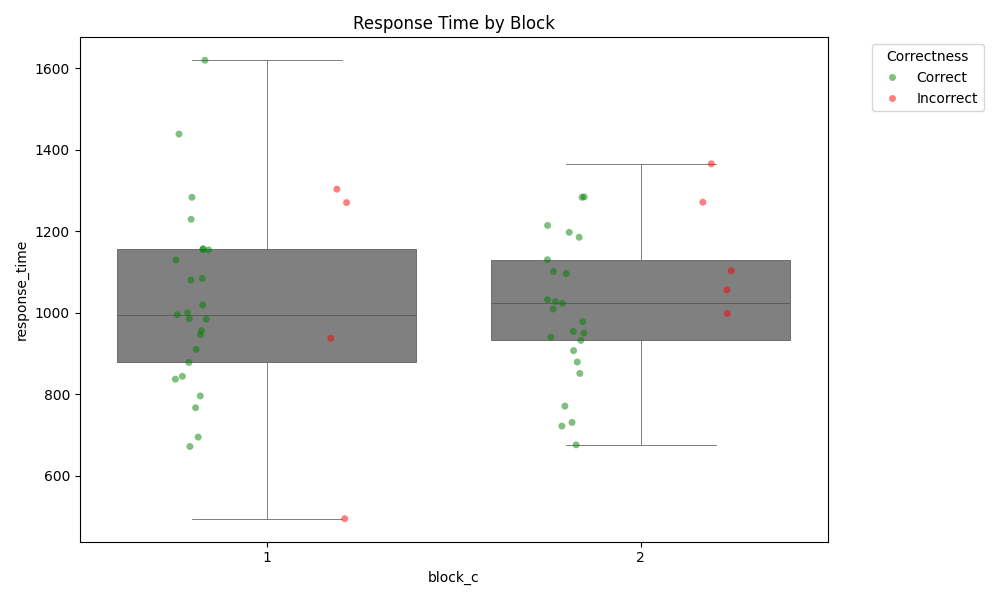 Response Time by Block
Correctness
Correct
Incorrect
response_time
1600
1400
1200
1000
800
600
1
2
block_c